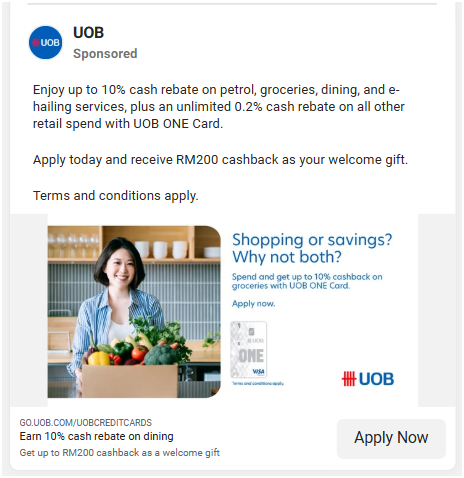 UOB
UOB
Sponsored
Enjoy up to 10% cash rebate on petrol, groceries, dining, and e-
hailing services, plus an unlimited 0.2% cash rebate on all other
retail spend with UOB ONE Card.
Apply today and receive RM200 cashback as your welcome gift.
Terms and conditions apply.
Shopping or savings?
Why not both?
Spend and get up to 10% cashback on
groceries with UOB ONE Card.
Apply now.
ONE
VISA
Terms and conditions apply.
UOB
GO.UOB.COM/UOBCREDITCARDS
Earn 10% cash rebate on dining
Get up to RM200 cashback as a welcome gift
Apply Now